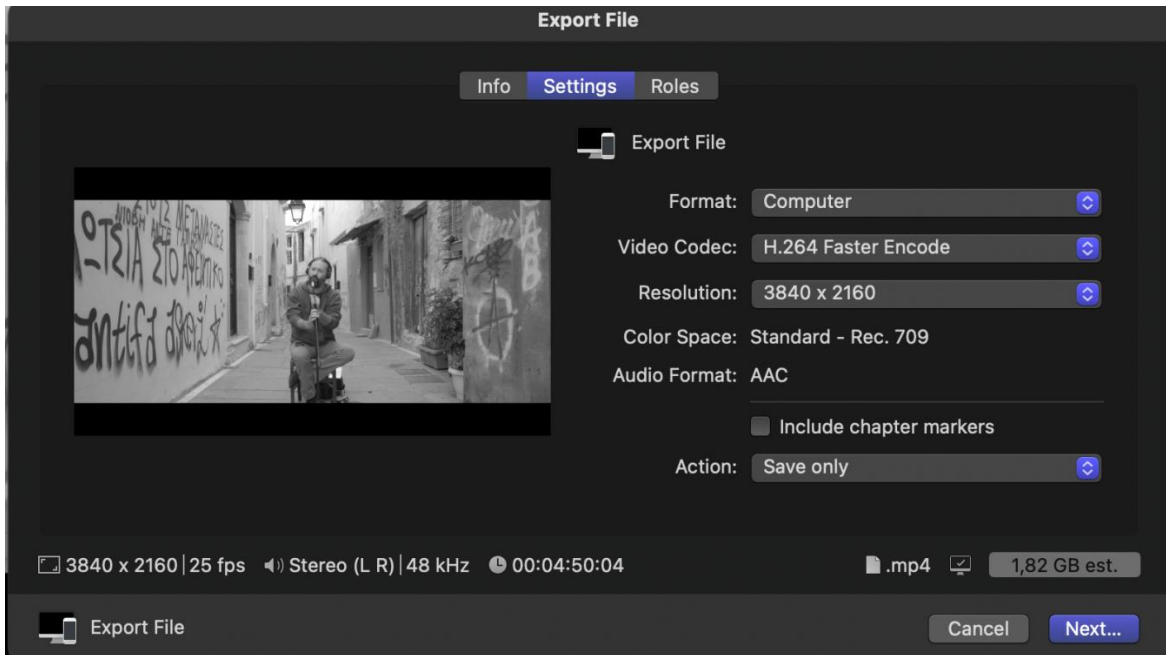 Export File
Info Settings Roles
Export File
Format: Computer
Video Codec: H.264 Faster Encode
Resolution: 3840 x 2160
Color Space: Standard - Rec. 709
Audio Format: AAC
Include chapter markers
Action: Save only
ΜΕΤΑΝΑΣΤΕΣ
ΣΤΟ ΑΦΕΝΤΙΚΟ
antifa
3840 x 2160 | 25 fps Stereo (L R) | 48 kHz 00:04:50:04 .mp4 1,82 GB est.
Export File Cancel Next...